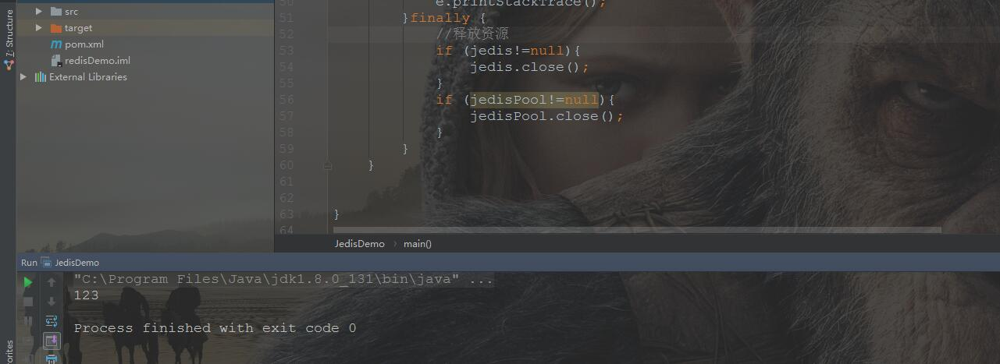 7: Structure
src
target
pom.xml
redisDemo.iml
External Libraries
50 e.printStackTrace();
51 }finally {
52 //释放资源
53 if (jedis!=null){
54 jedis.close();
55 }
56 if (jedisPool!=null){
57 jedisPool.close();
58 }
59 }
60 }
61
62
63 }
64
JedisDemo main()
Run JedisDemo
"C:\Program Files\Java\jdk1.8.0_131\bin\java" ...
123
Process finished with exit code 0